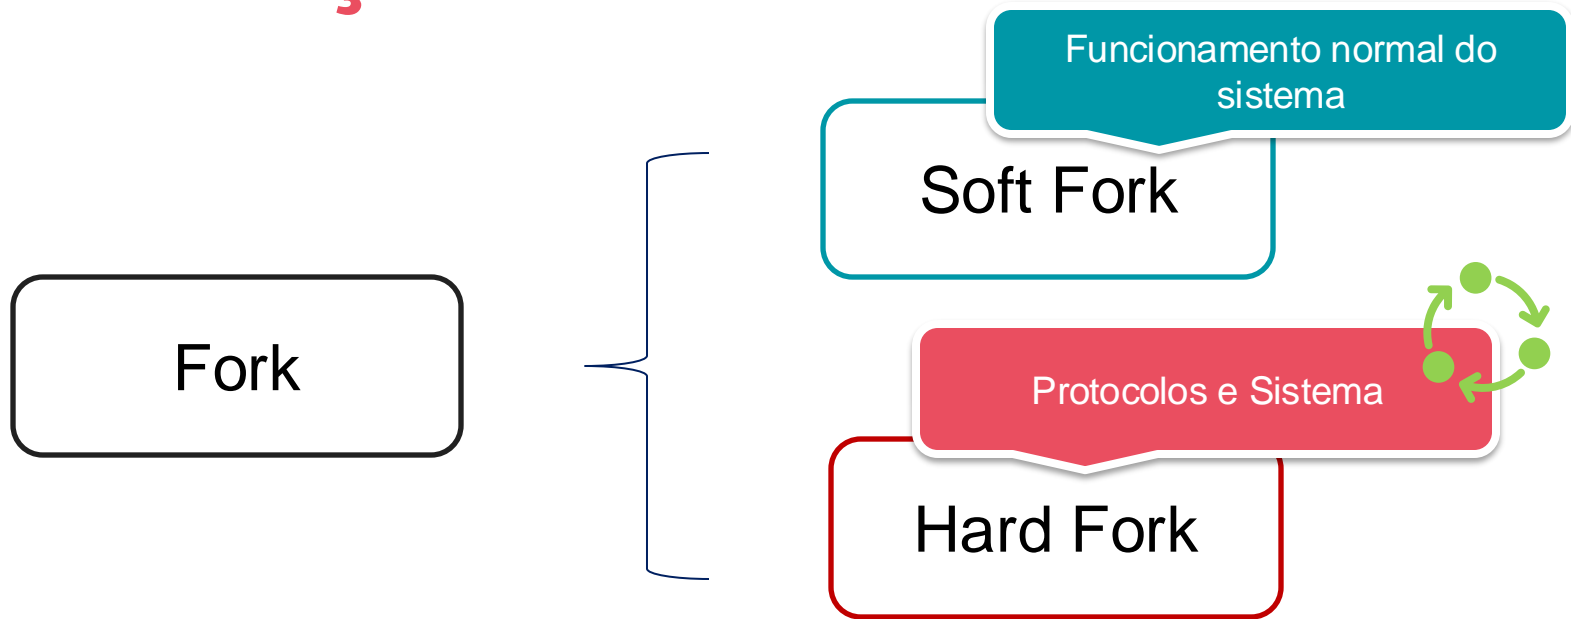 Funcionamento normal do
sistema
Soft Fork
Fork
Protocolos e Sistema
Hard Fork